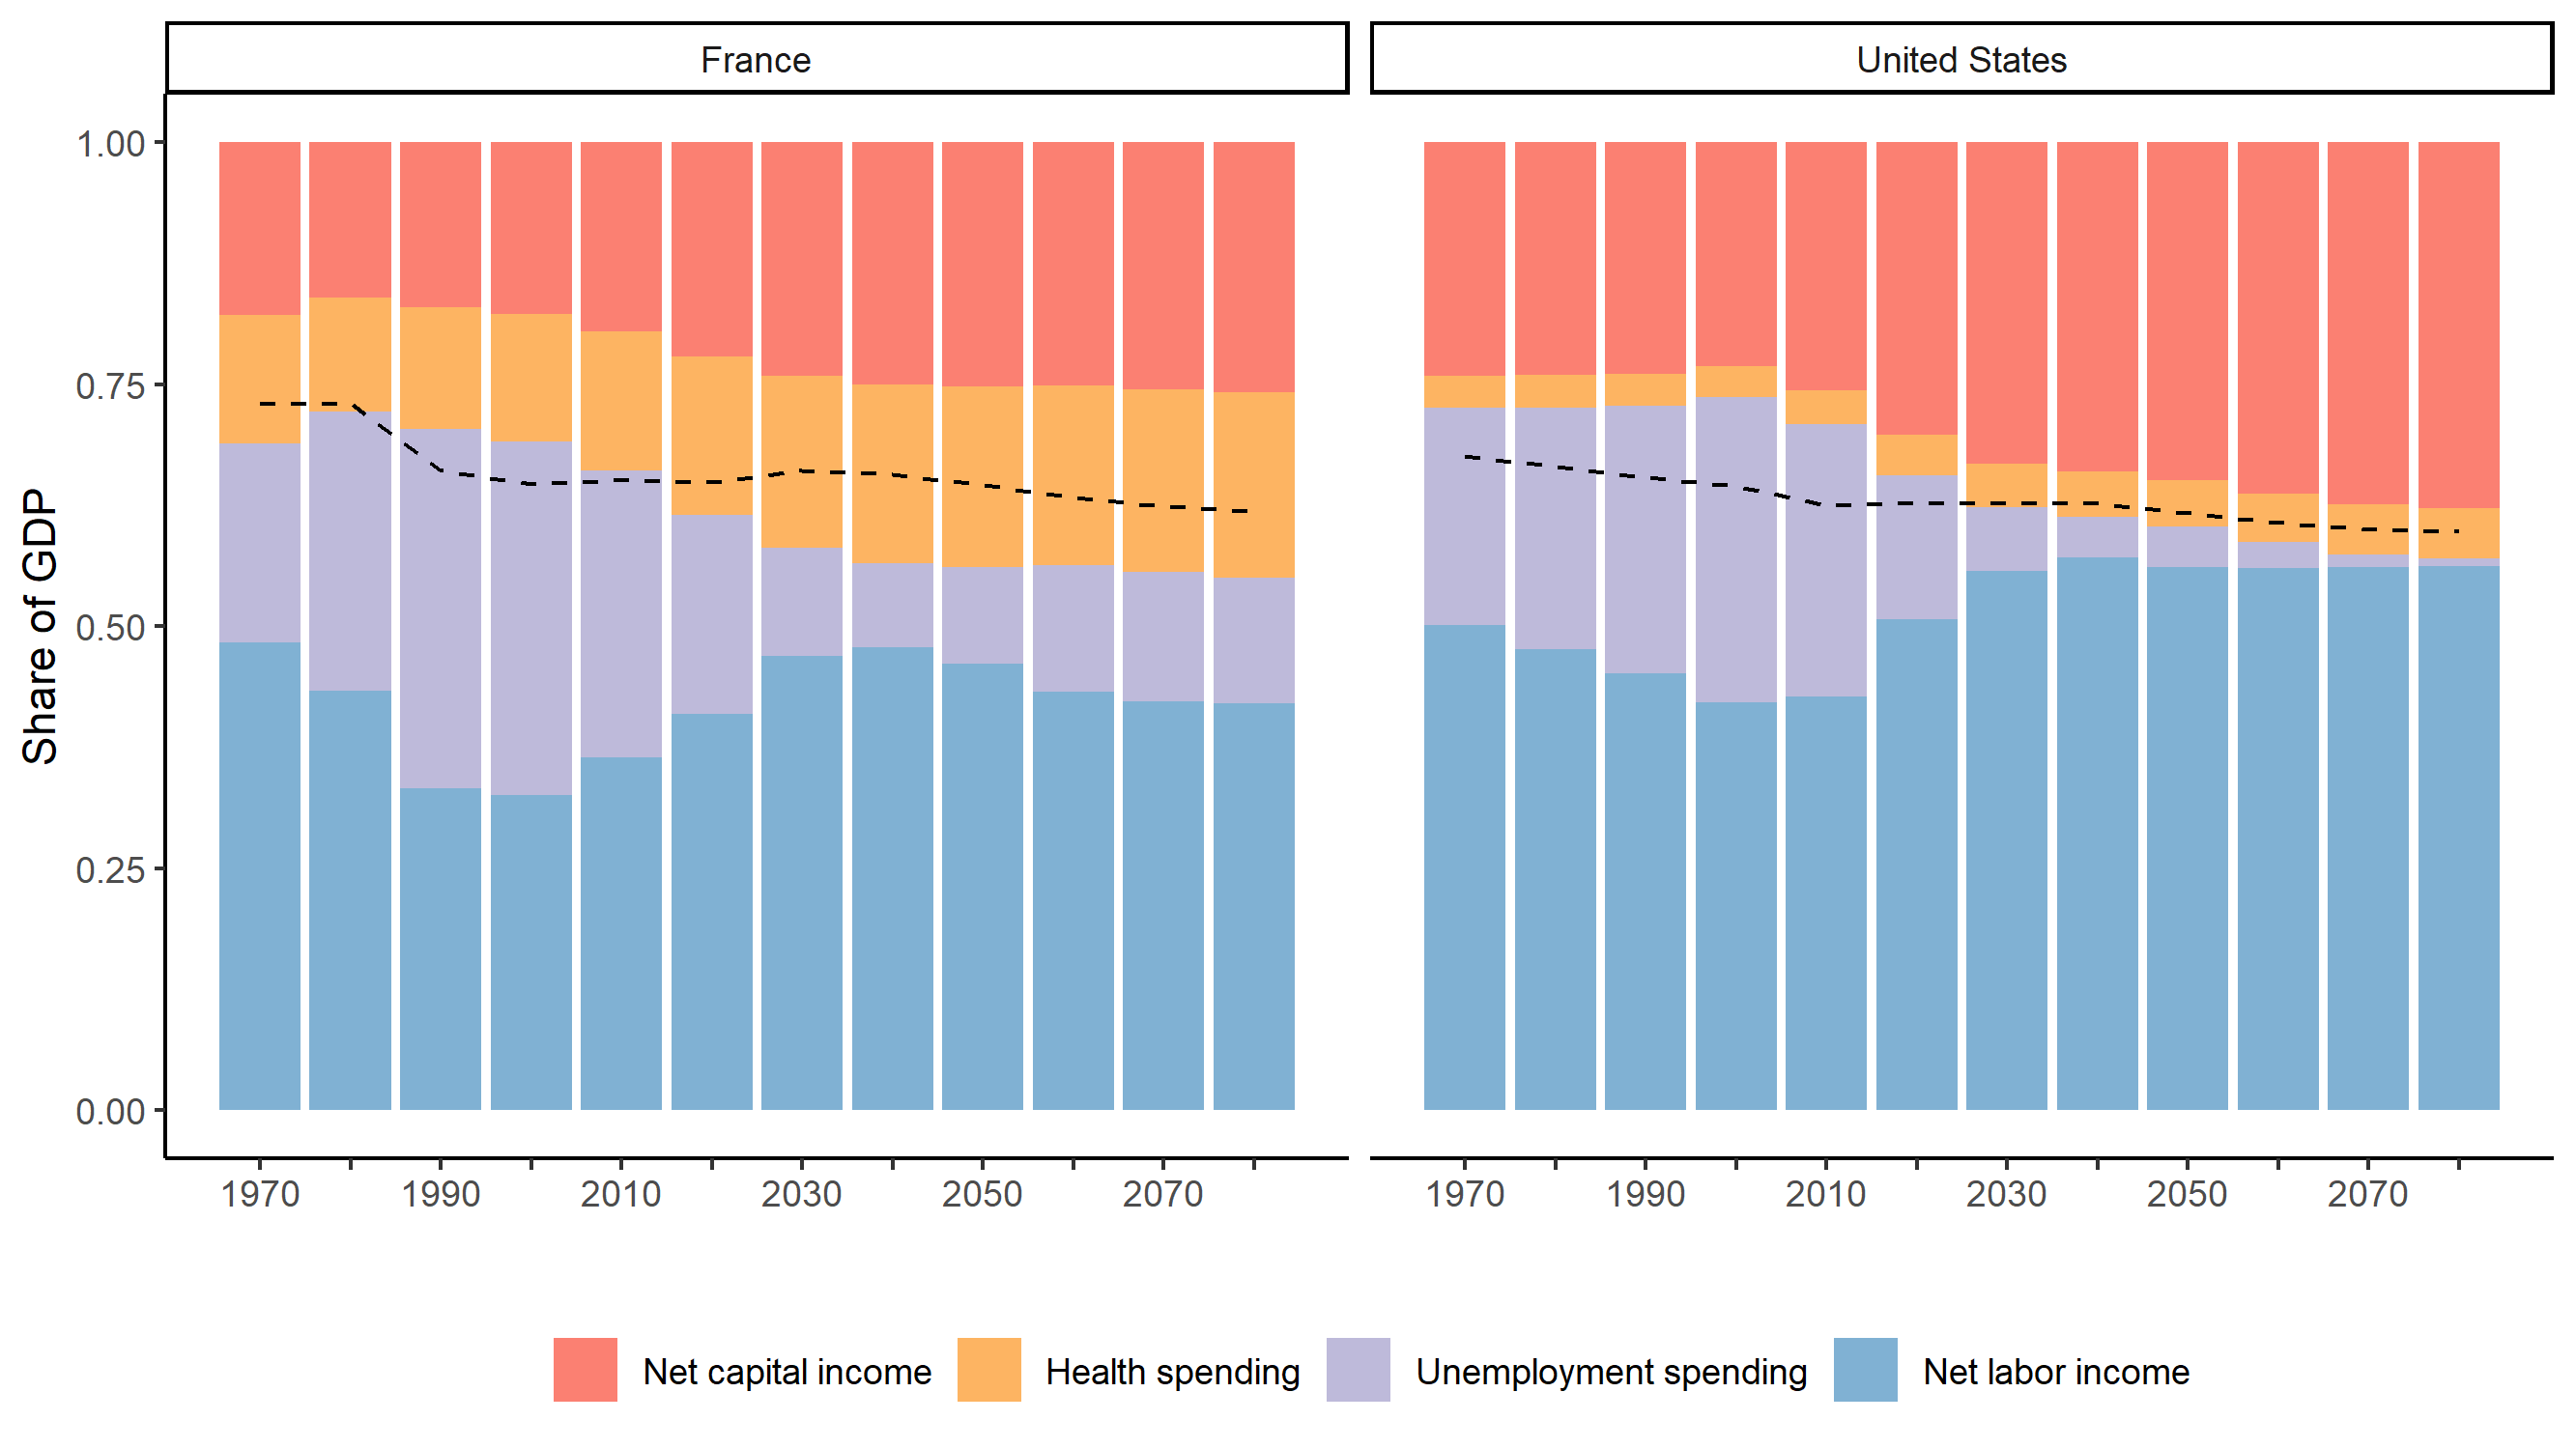 France
United States
Share of GDP
1.00
0.75
0.50
0.25
0.00
1970 1990 2010 2030 2050 2070
1970 1990 2010 2030 2050 2070
Net capital income Health spending Unemployment spending Net labor income